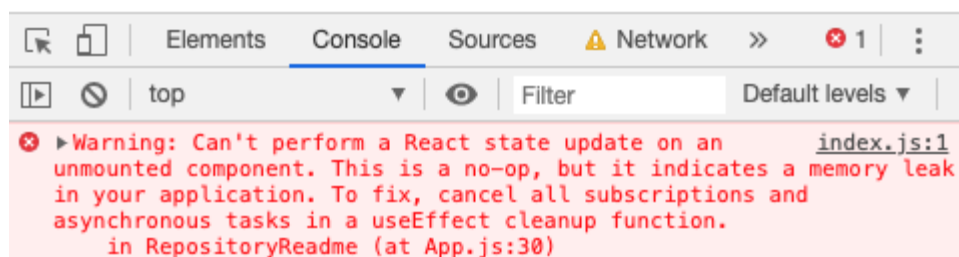 Elements Console Sources Network » 1
top Filter Default levels ▼
▶Warning: Can't perform a React state update on an index.js:1
unmounted component. This is a no-op, but it indicates a memory leak
in your application. To fix, cancel all subscriptions and
asynchronous tasks in a useEffect cleanup function.
in RepositoryReadme (at App.js:30)